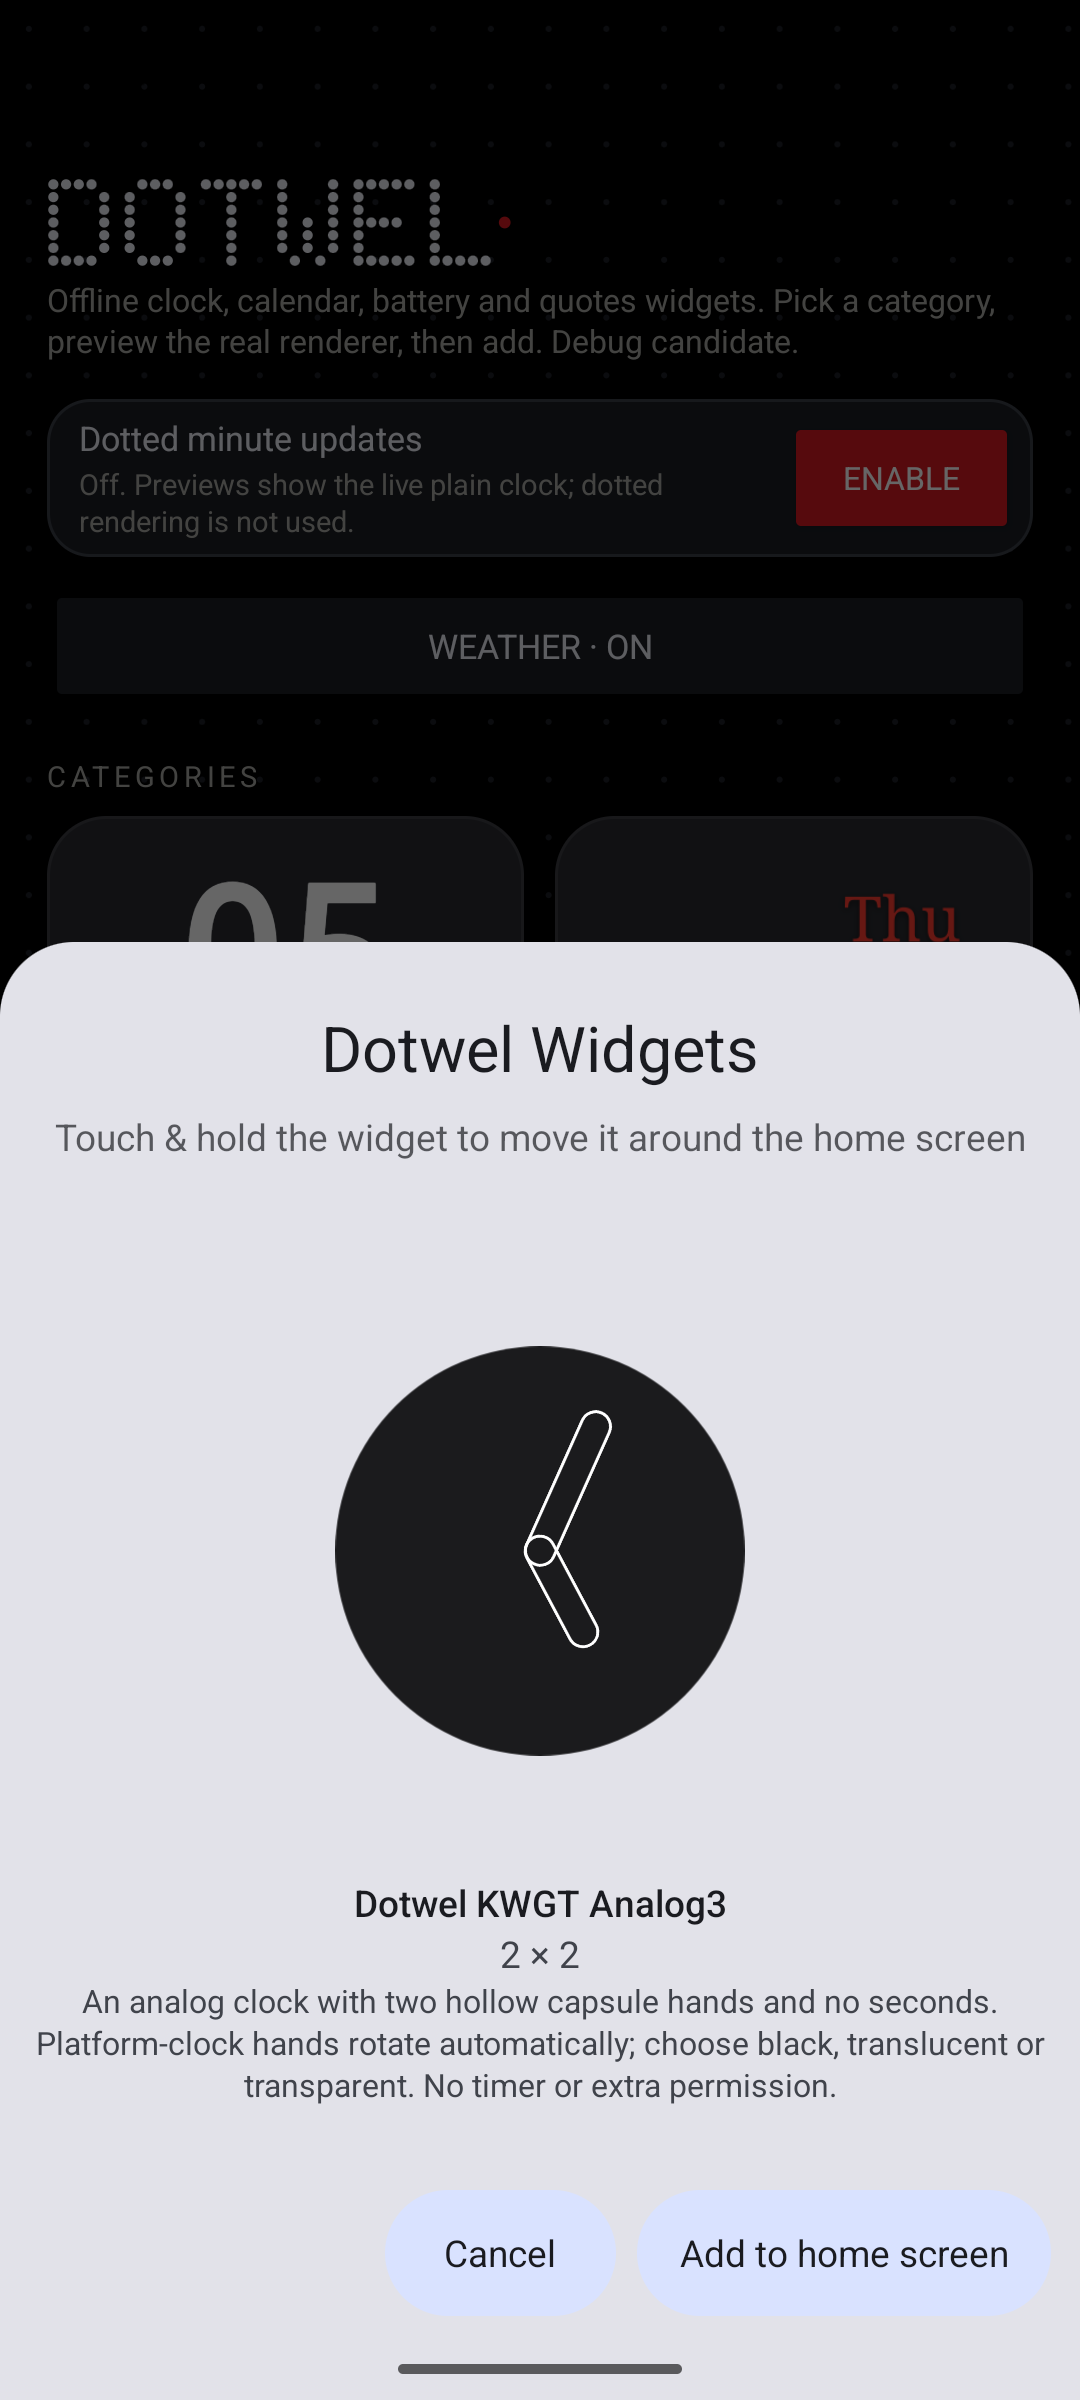 DOTWEL
Offline clock, calendar, battery and quotes widgets. Pick a category,
preview the real renderer, then add. Debug candidate.
Dotted minute updates
Off. Previews show the live plain clock; dotted
rendering is not used.
ENABLE
WEATHER · ON
CATEGORIES
05
Thu
Dotwel Widgets
Touch & hold the widget to move it around the home screen
Dotwel KWGT Analog3
2 × 2
An analog clock with two hollow capsule hands and no seconds.
Platform-clock hands rotate automatically; choose black, translucent or
transparent. No timer or extra permission.
Cancel
Add to home screen